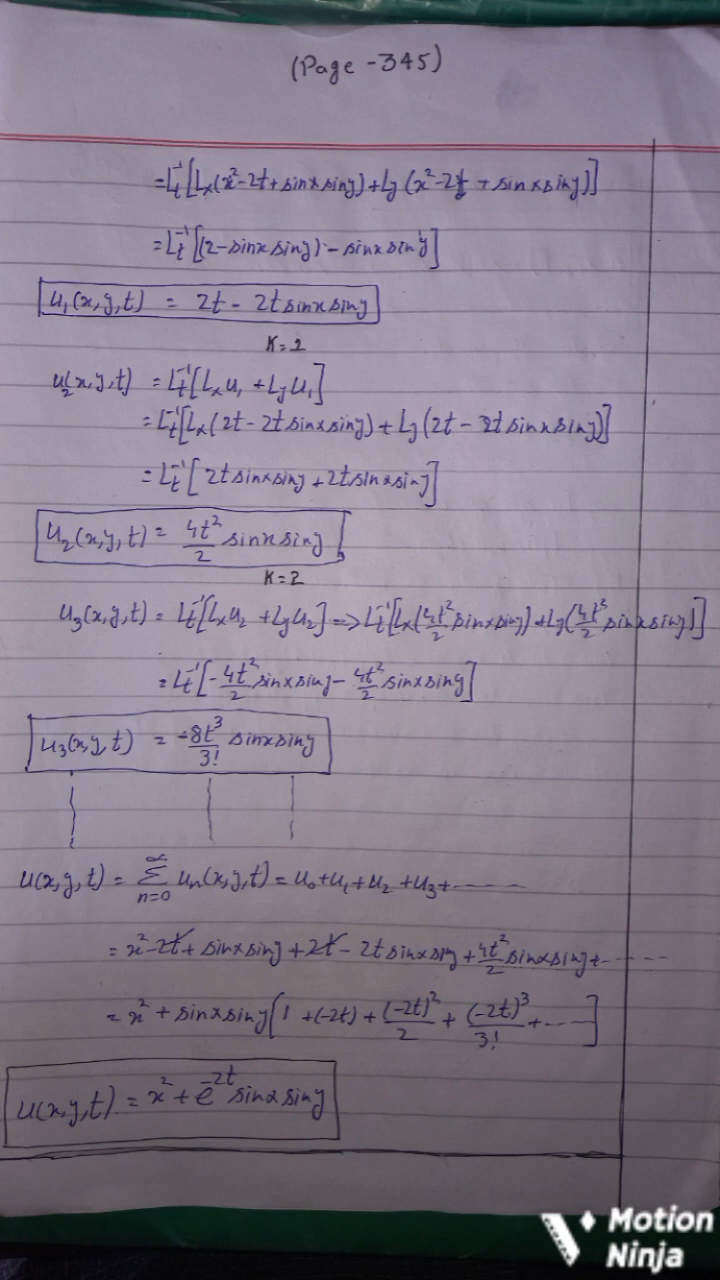 (Page -345)
= L_t^{-1}[L_x(x²-2t+sinx siny)+L_y(x²-2t+sinx siny)]
= L_t^{-1}[(2-sinx siny) - sinx siny]
u₁(x,y,t) = 2t - 2t sinx siny
K=2
u₂(x,y,t) = L_t^{-1}[L_x u₁ + L_y u₁]
= L_t^{-1}[L_x(2t - 2t sinx siny) + L_y(2t - 2t sinx siny)]
= L_t^{-1}[2t sinx siny + 2t sinx siny]
u₂(x,y,t) = 4t²/2 sinx siny
K=2
u₃(x,y,t) = L_t^{-1}[L_x u₂ + L_y u₂] => L_t^{-1}[L_x(4t²/2 sinx siny) + L_y(4t³/2 sinx siny)]
= L_t^{-1}[-4t²/2 sinx siny - 4t²/2 sinx siny]
u₃(x,y,t) = -8t³/3! sinx siny
u(x,y,t) = ∑_{n=0}^{∞} uₙ(x,y,t) = u₀+u₁+u₂+u₃+------
= x²-2t+sinx siny+2t-2t sinx siny+4t²/2 sinx siny+------
= x²+sinx siny[1+(-2t)+(-2t)²/2+(-2t)³/3!+----]
u(x,y,t) = x²+e^{-2t} sinx siny
Motion
Ninja